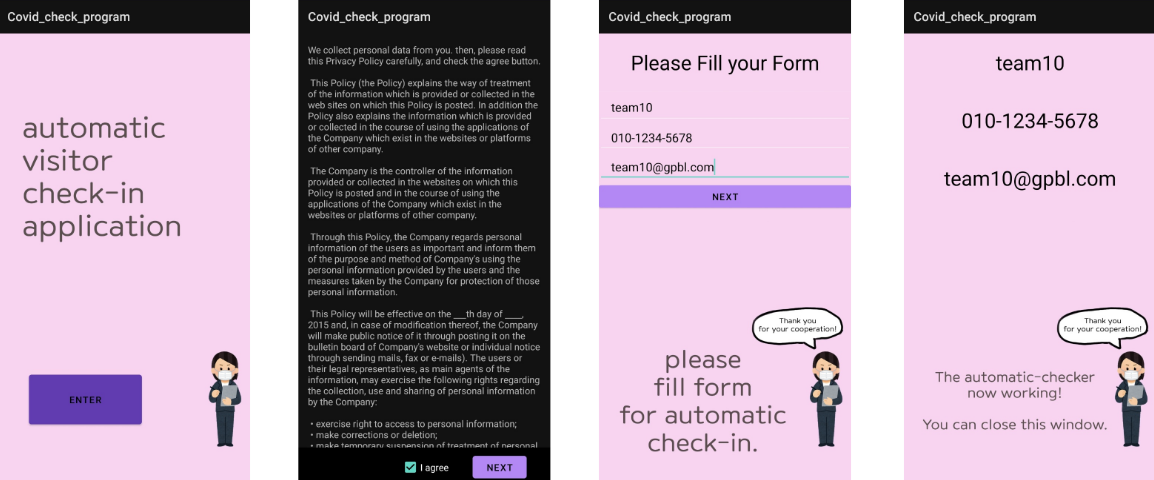 Covid_check_program
automatic
visitor
check-in
application
ENTER
Covid_check_program
We collect personal data from you. then, please read
this Privacy Policy carefully, and check the agree button.
This Policy (the Policy) explains the way of treatment
of the information which is provided or collected in the
web sites on which this Policy is posted. In addition the
Policy also explains the information which is provided
or collected in the course of using the applications of
the Company which exist in the websites or platforms
of other company.
The Company is the controller of the information
provided or collected in the websites on which this
Policy is posted and in the course of using the
applications of the Company which exist in the
websites or platforms of other company.
Through this Policy, the Company regards personal
information of the users as important and inform them
of the purpose and method of Company's using the
personal information provided by the users and the
measures taken by the Company for protection of those
personal information.
This Policy will be effective on the ___th day of ____,
2015 and, in case of modification thereof, the Company
will make public notice of it through posting it on the
bulletin board of Company's website or individual notice
through sending mails, fax or e-mails). The users or
their legal representatives, as main agents of the
information, may exercise the following rights regarding
the collection, use and sharing of personal information
by the Company:
• exercise right to access to personal information;
• make corrections or deletion;
• make temporary suspension of treatment of personal
I agree
NEXT
Covid_check_program
Please Fill your Form
team10
010-1234-5678
team10@gpbl.com
NEXT
Thank you
for your cooperation!
please
fill form
for automatic
check-in.
Covid_check_program
team10
010-1234-5678
team10@gpbl.com
Thank you
for your cooperation!
The automatic-checker
now working!
You can close this window.